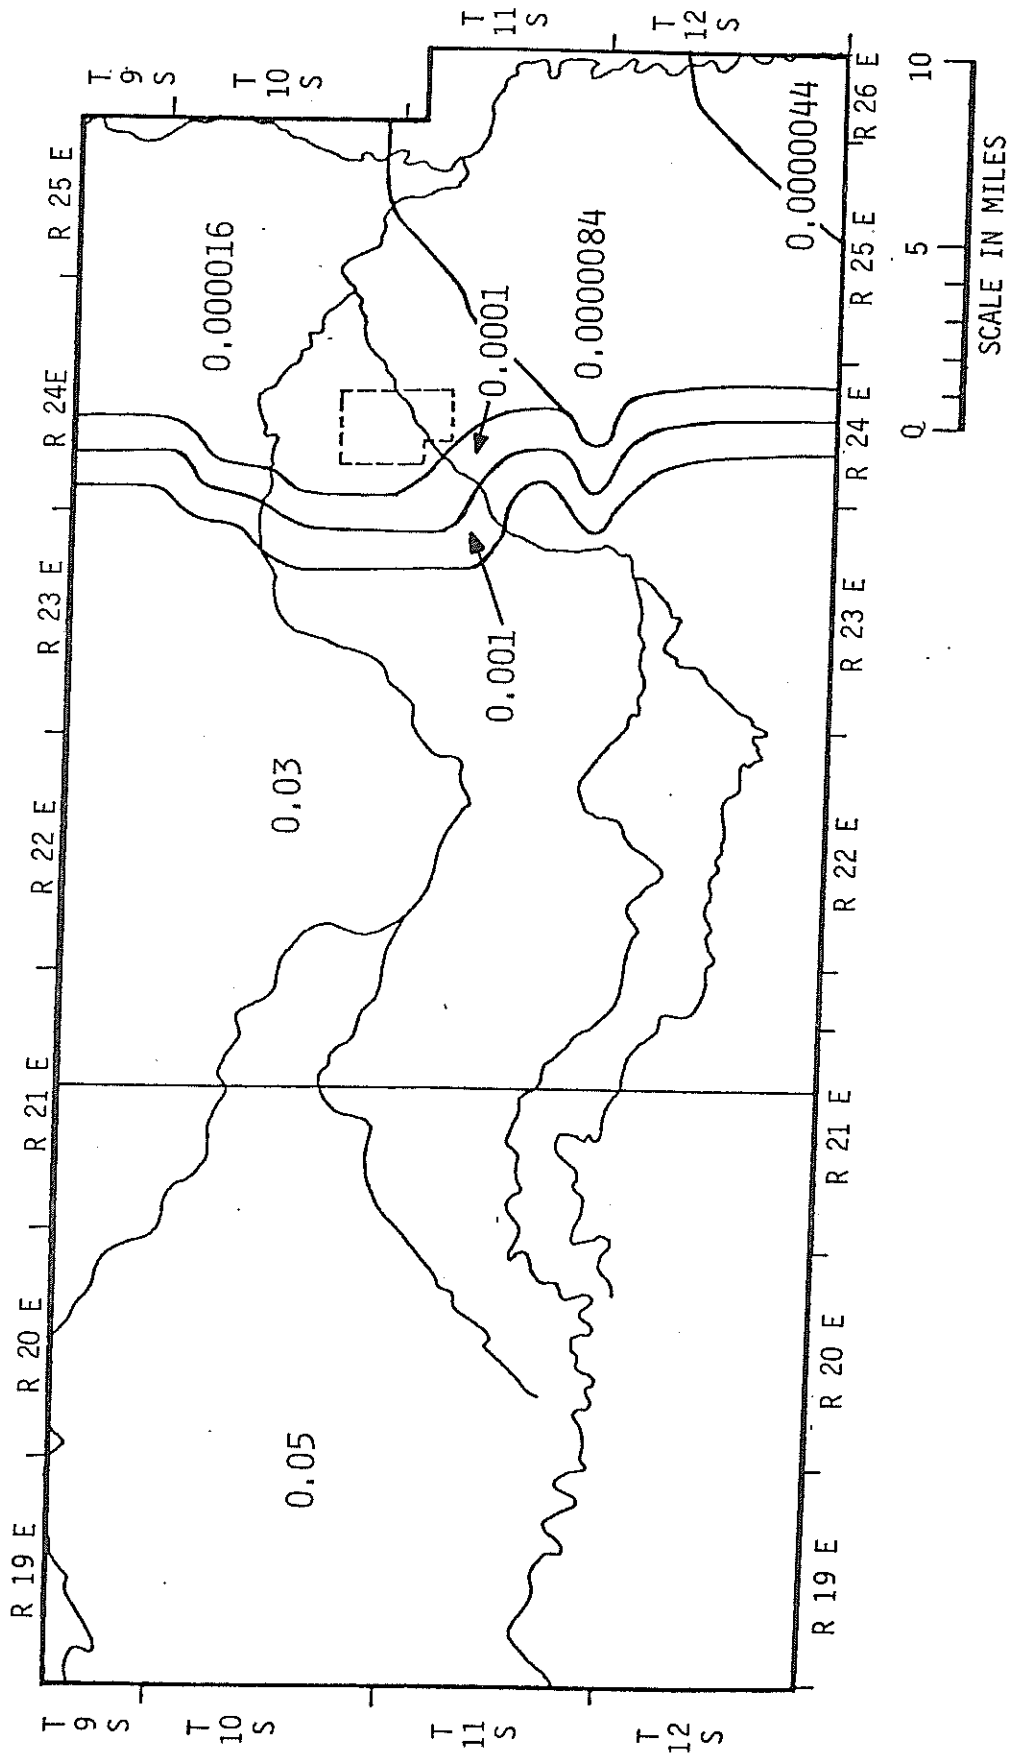 R 19 E
R 20 E
R 21 E
R 22 E
R 23 E
R 24E
R 25 E
T
9
S
T
10
S
T
11
S
T
12
S
T
9
S
T
10
S
T
11
S
T
12
S
0.05
0.03
0.001
0.0001
0.000016
0.0000084
0.0000044
R 19 E
R 20 E
R 21 E
R 22 E
R 23 E
R 24 E
R 25 E
R 26 E
0
5
10
SCALE IN MILES